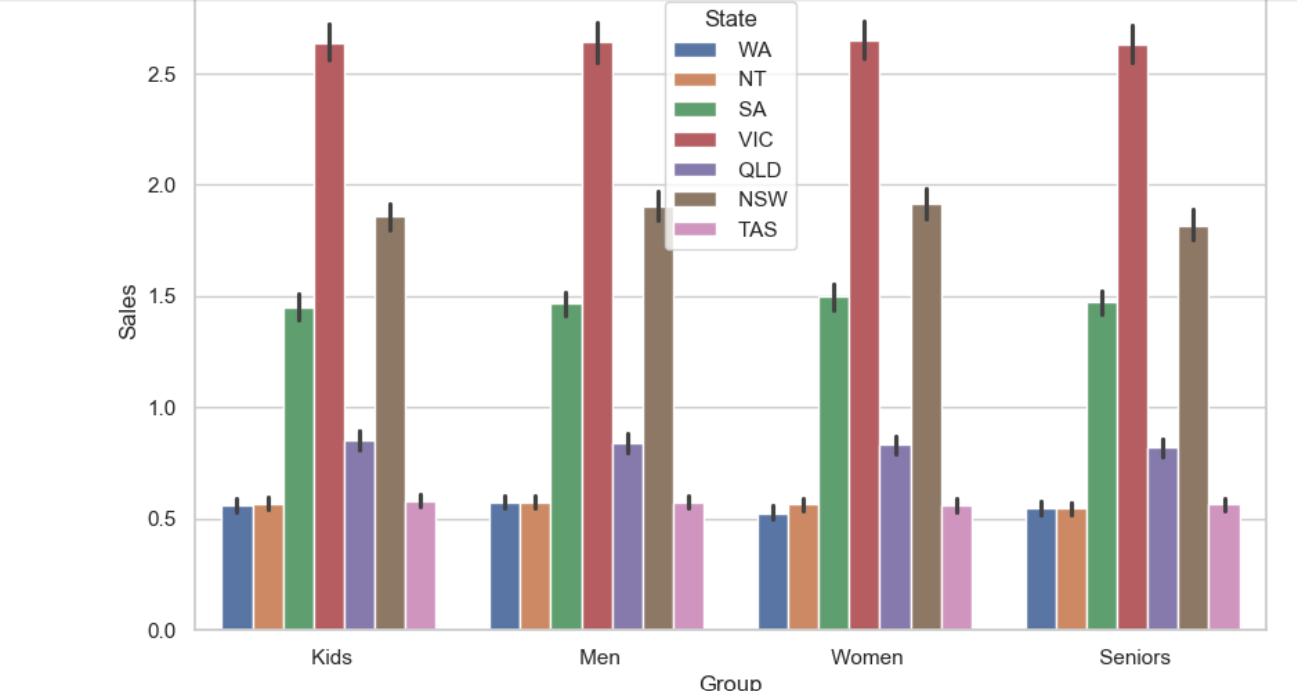 State
WA
NT
SA
VIC
QLD
NSW
TAS
2.5
2.0
1.5
1.0
0.5
0.0
Sales
Kids Men Women Seniors
Group